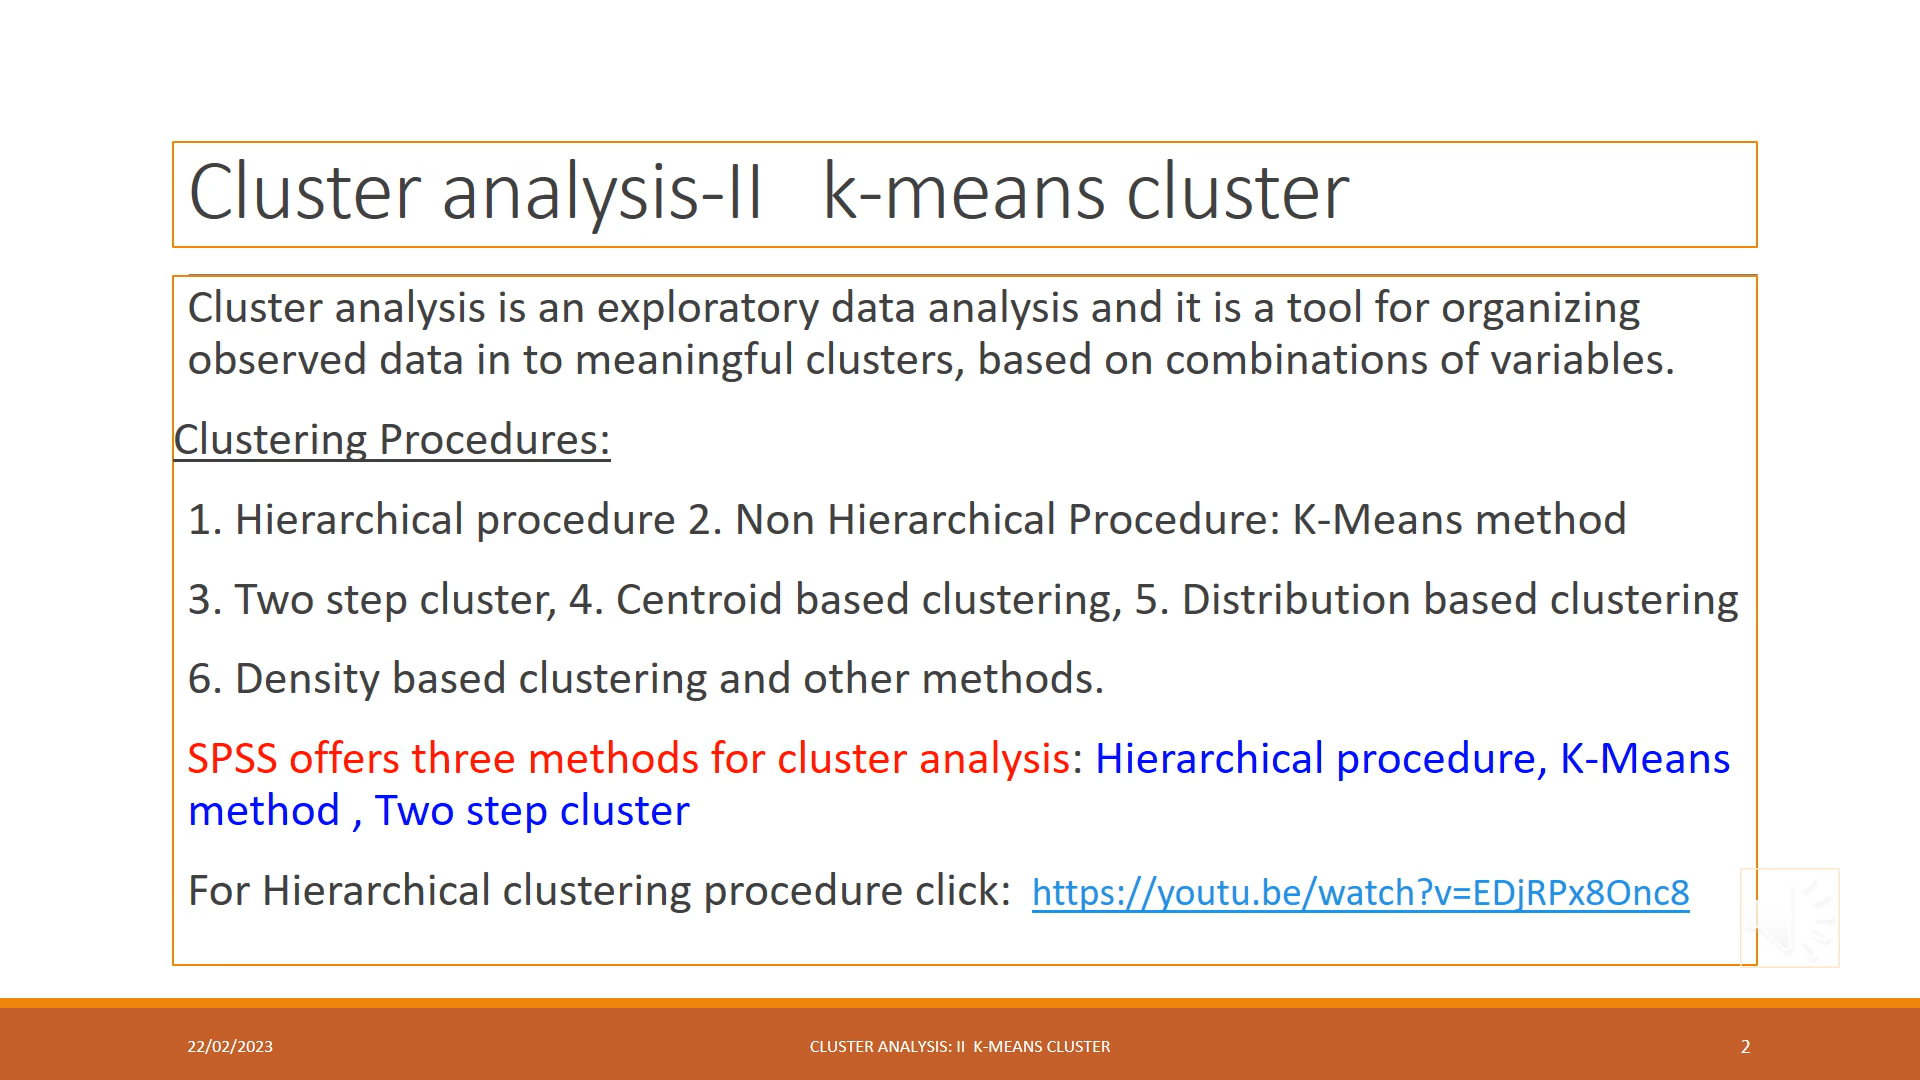 Cluster analysis-II k-means cluster
Cluster analysis is an exploratory data analysis and it is a tool for organizing
observed data in to meaningful clusters, based on combinations of variables.
Clustering Procedures:
1. Hierarchical procedure 2. Non Hierarchical Procedure: K-Means method
3. Two step cluster, 4. Centroid based clustering, 5. Distribution based clustering
6. Density based clustering and other methods.
SPSS offers three methods for cluster analysis: Hierarchical procedure, K-Means
method , Two step cluster
For Hierarchical clustering procedure click: https://youtu.be/watch?v=EDjRPx8Onc8
22/02/2023 CLUSTER ANALYSIS: II K-MEANS CLUSTER 2